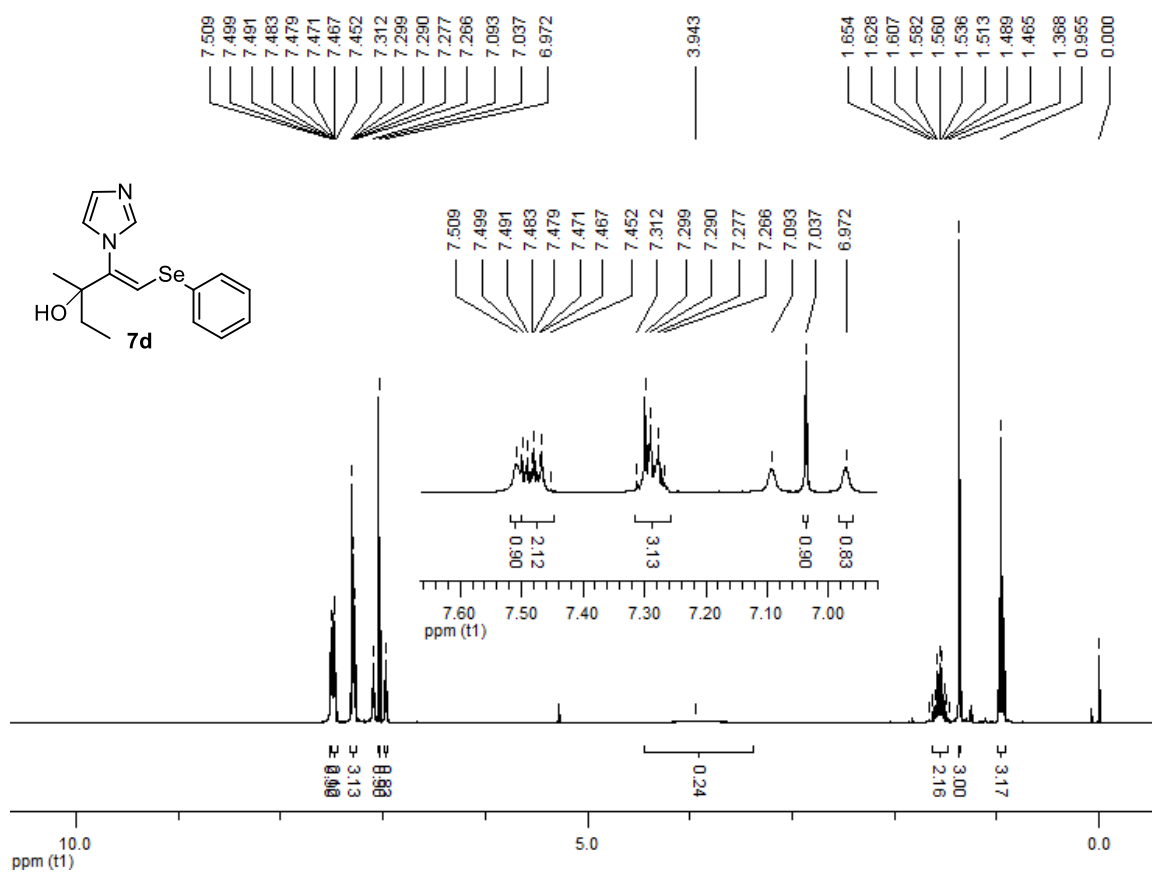 7.509 7.499 7.491 7.483 7.479 7.471 7.467 7.452 7.312 7.299 7.290 7.277 7.266 7.093 7.037 6.972 3.943 1.654 1.628 1.607 1.582 1.560 1.536 1.513 1.489 1.465 1.368 0.955 0.000
N
N
Se
HO
7d
7.509 7.499 7.491 7.483 7.479 7.471 7.467 7.452 7.312 7.299 7.290 7.277 7.266 7.093 7.037 6.972
0.90 2.12 3.13 0.90 0.83
7.60 7.50 7.40 7.30 7.20 7.10 7.00
ppm (t1)
3.13 0.24 2.16 3.00 3.17
10.0 5.0 0.0
ppm (t1)